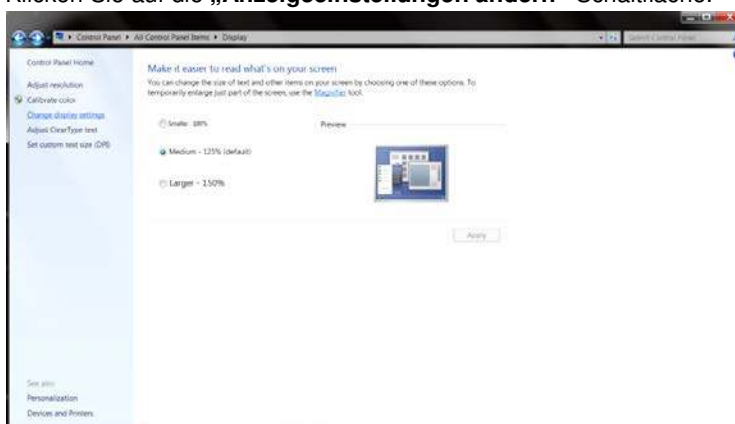 Klicken Sie auf die „Anzeigeeinstellungen ändern“ Schaltfläche.
Control Panel ▸ All Control Panel Items ▸ Display
Search Control Panel
Control Panel Home
Adjust resolution
Calibrate color
Change display settings
Adjust ClearType text
Set custom text size (DPI)
Make it easier to read what's on your screen
You can change the size of text and other items on your screen by choosing one of these options. To
temporarily enlarge just part of the screen, use the Magnifier tool.
Smaller 100%
Preview
Medium - 125% (default)
Larger - 150%
Apply
See also
Personalization
Devices and Printers